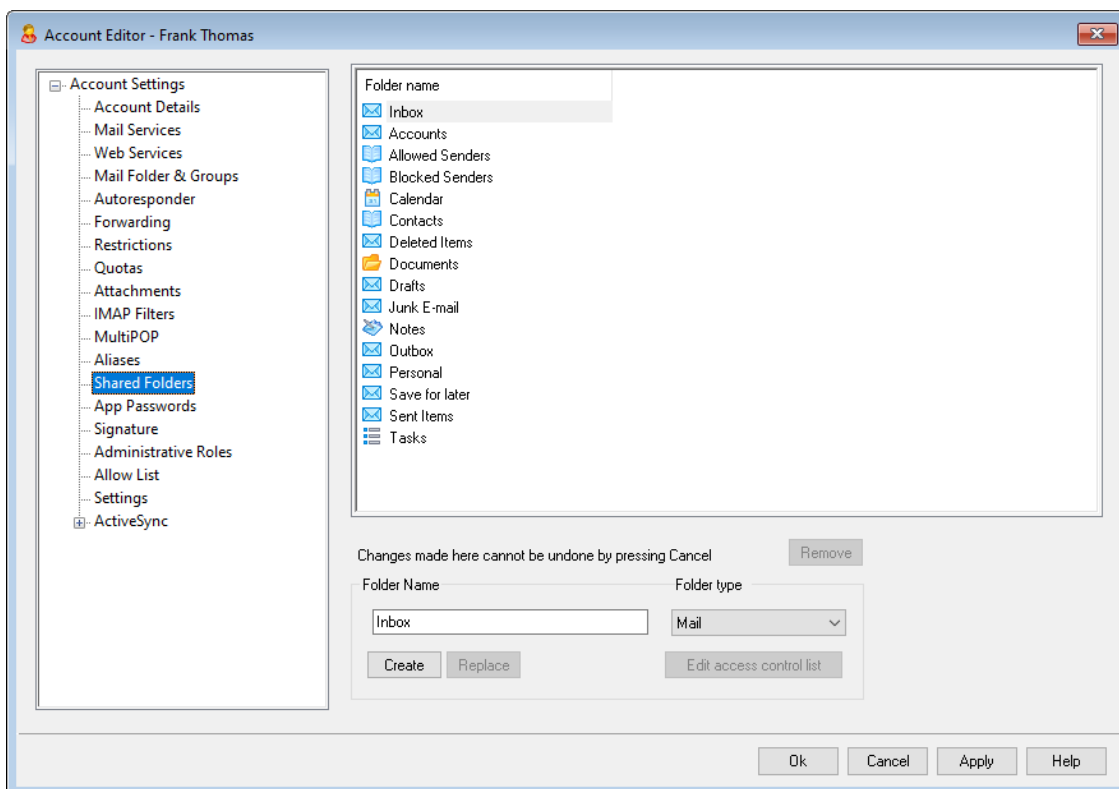 Account Editor - Frank Thomas
Account Settings
Account Details
Mail Services
Web Services
Mail Folder & Groups
Autoresponder
Forwarding
Restrictions
Quotas
Attachments
IMAP Filters
MultiPOP
Aliases
Shared Folders
App Passwords
Signature
Administrative Roles
Allow List
Settings
ActiveSync
Folder name
Inbox
Accounts
Allowed Senders
Blocked Senders
Calendar
Contacts
Deleted Items
Documents
Drafts
Junk E-mail
Notes
Outbox
Personal
Save for later
Sent Items
Tasks
Changes made here cannot be undone by pressing Cancel
Remove
Folder Name
Folder type
Inbox
Mail
Create
Replace
Edit access control list
Ok
Cancel
Apply
Help